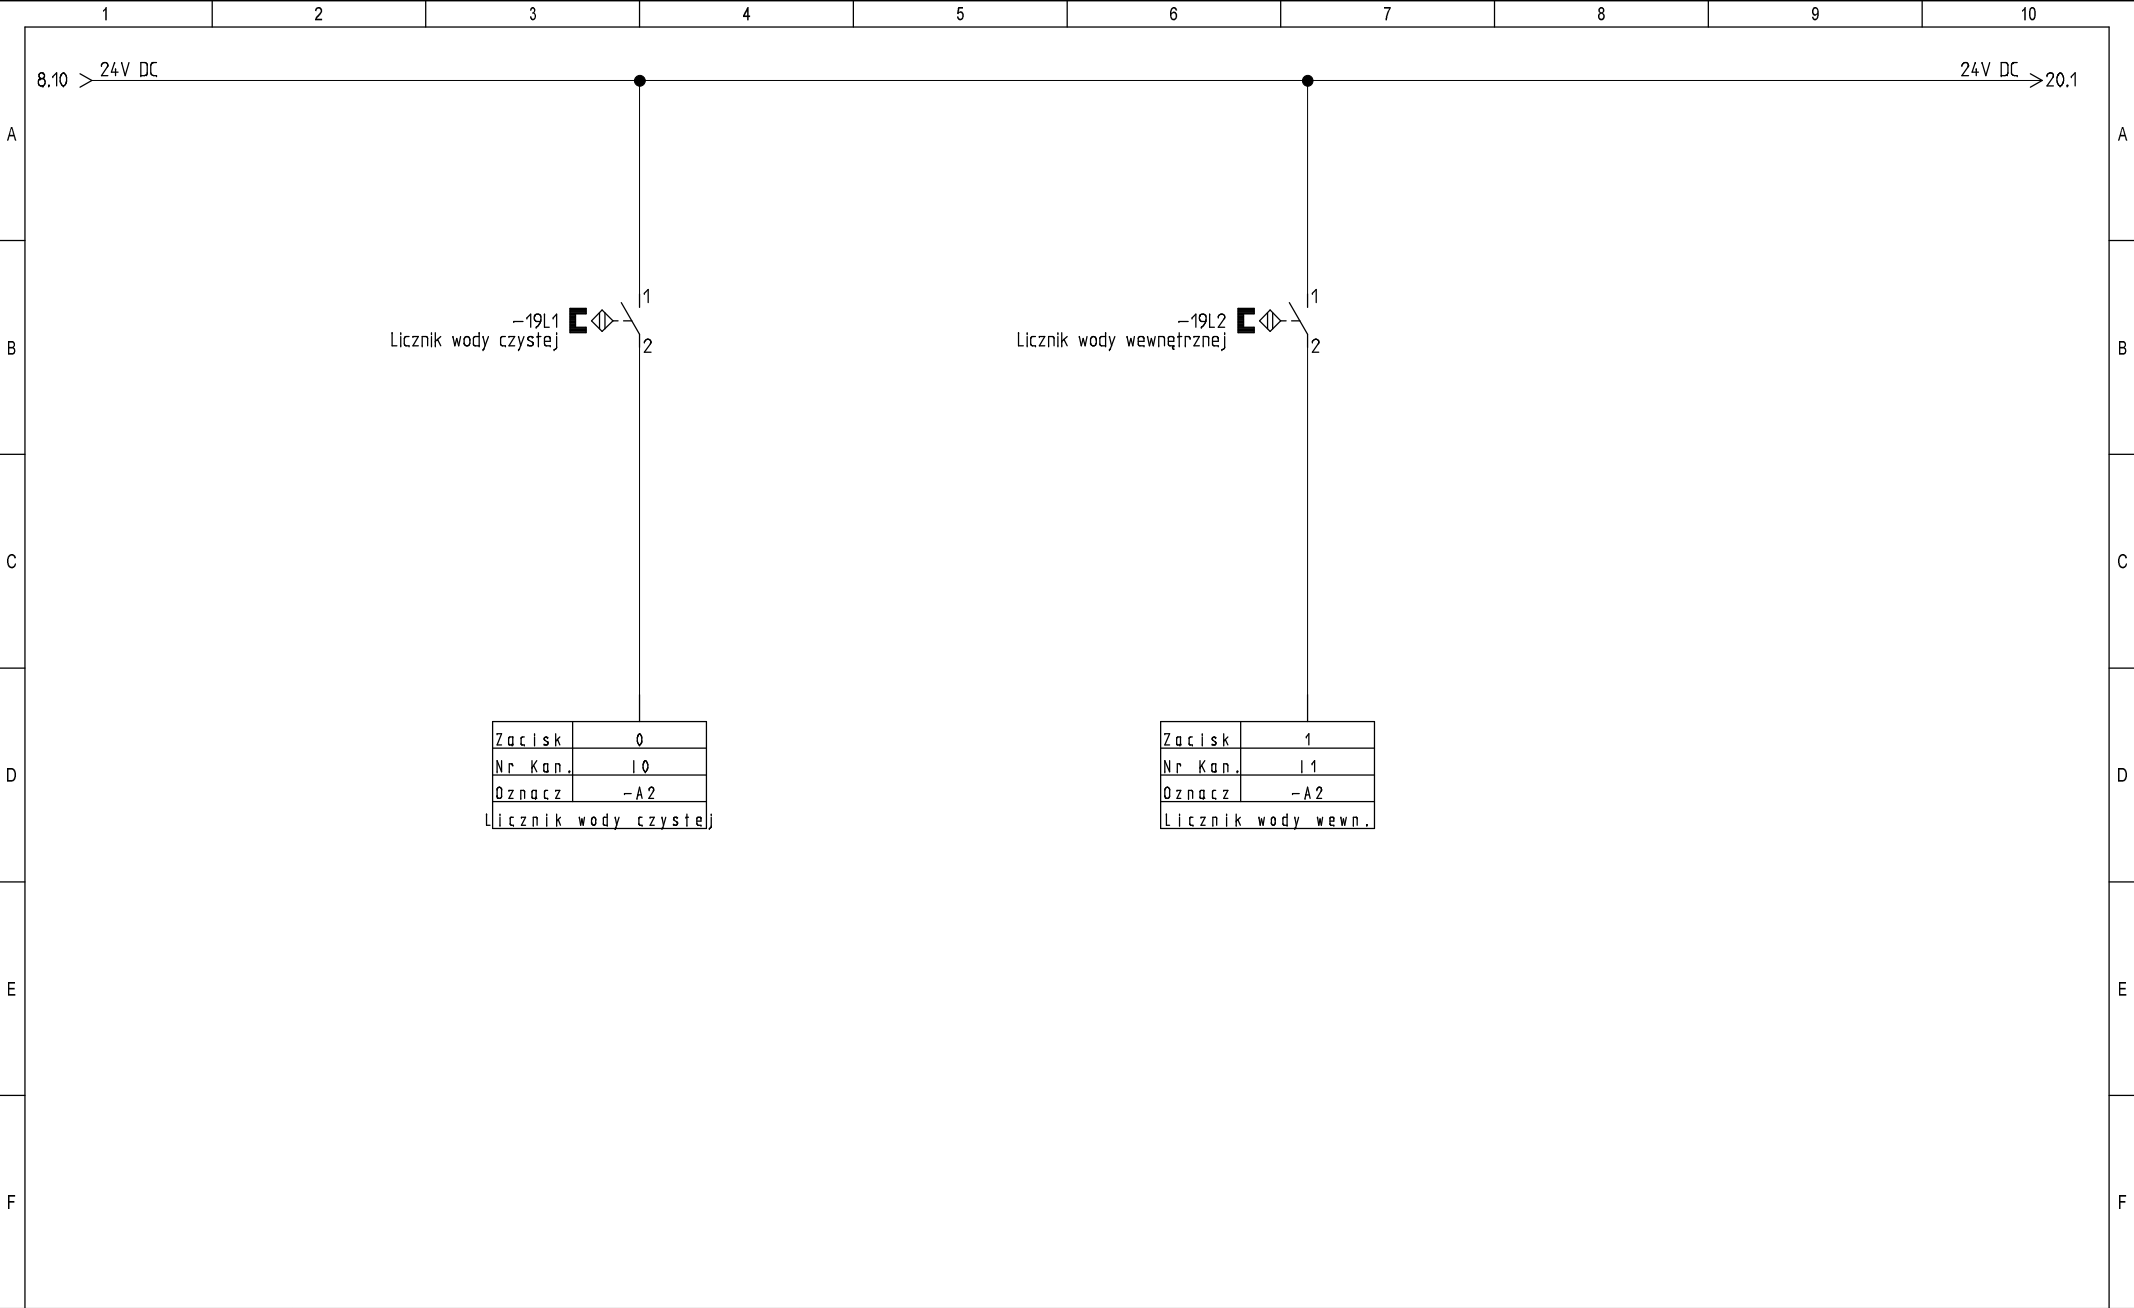 1 2 3 4 5 6 7 8 9 10
8.10 24V DC 24V DC 20.1
A A
-19L1 1
Licznik wody czystej 2
-19L2 1
Licznik wody wewnętrznej 2
B B
C C
Zacisk 0
Nr Kan. I0
Oznacz -A2
Licznik wody czystej
Zacisk 1
Nr Kan. I1
Oznacz -A2
Licznik wody wewn.
D D
E E
F F